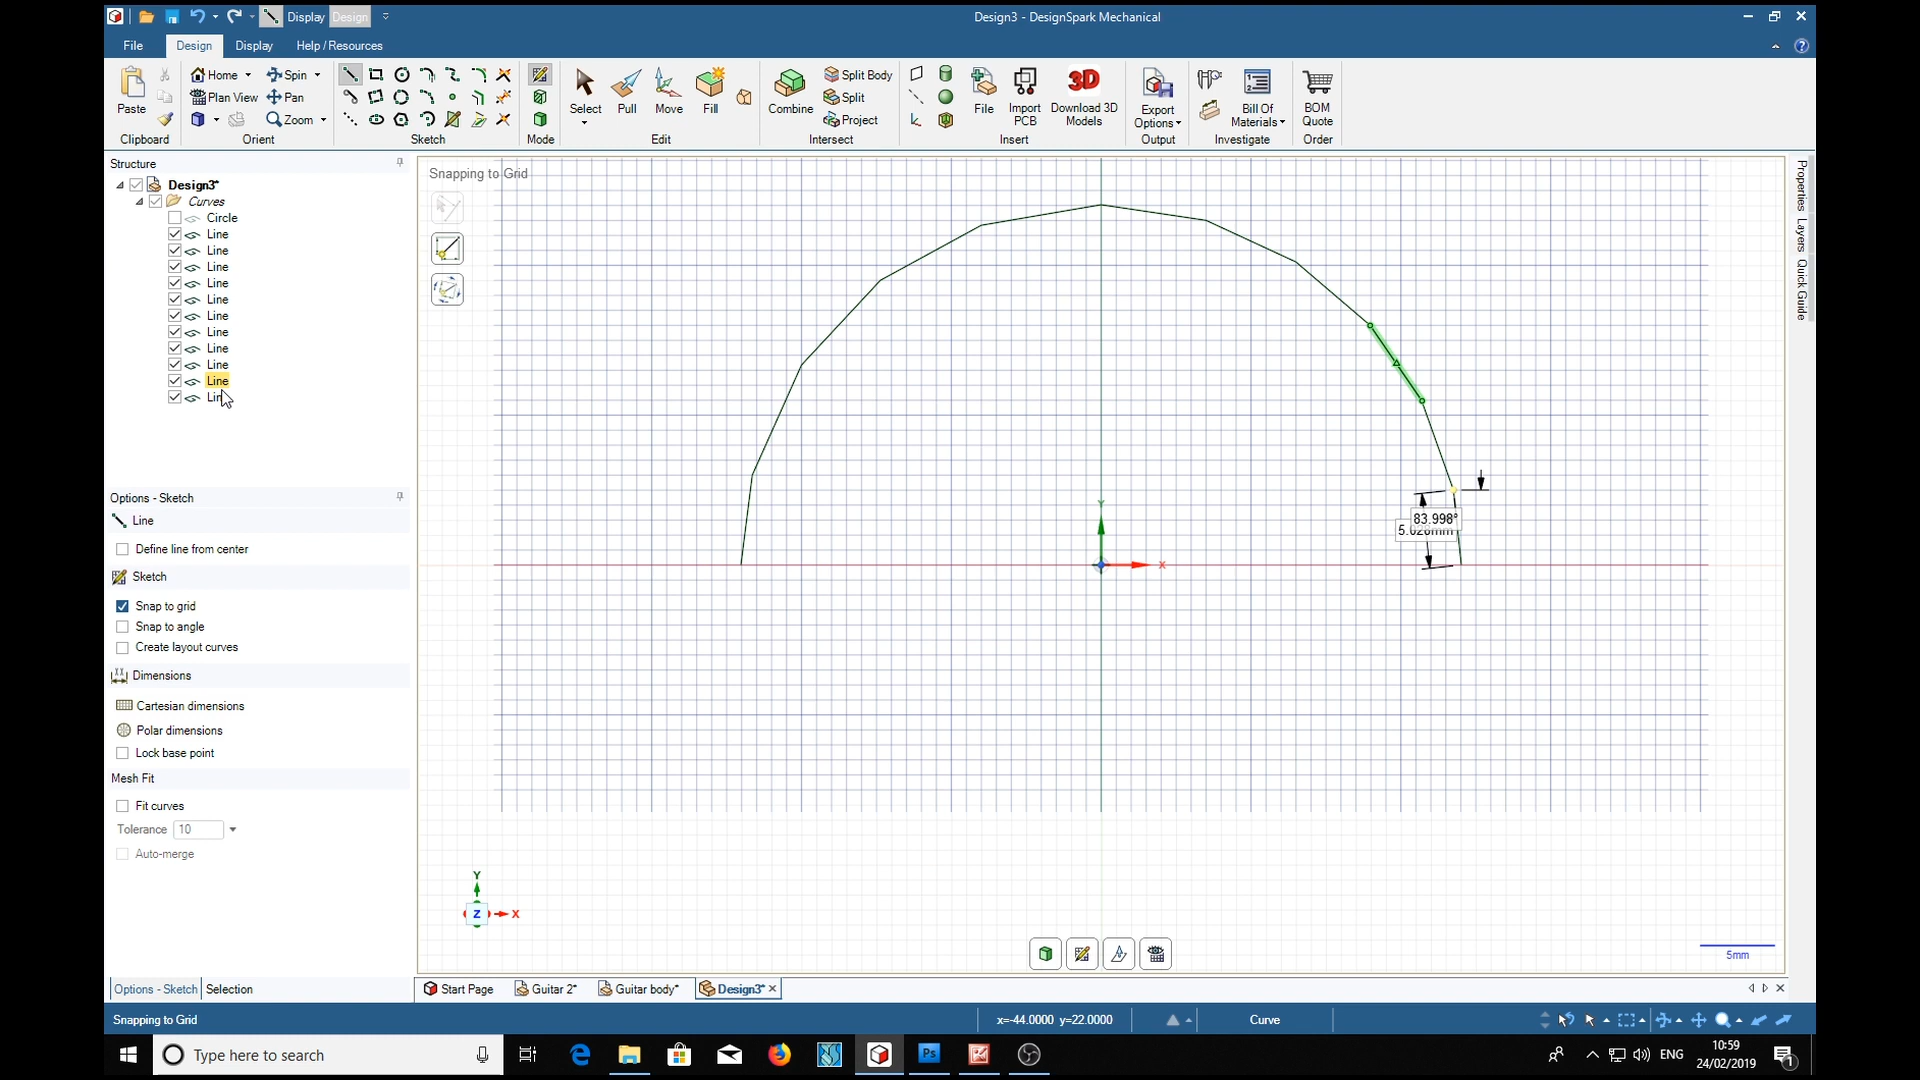 Display Design
Design3 - DesignSpark Mechanical
File Design Display Help / Resources
Paste
Home Spin
Plan View Pan
Zoom
Select Pull Move Fill
Combine
Split Body
Split
Project
File Import PCB Download 3D Models
Export Options
Bill Of Materials
BOM Quote
Clipboard Orient Sketch Mode Edit Intersect Insert Output Investigate Order
Structure
Design3*
Curves
Circle
Line
Line
Line
Line
Line
Line
Line
Line
Line
Line
Snapping to Grid
83.998°
Y
X
Properties
Layers
Quick Guide
Options - Sketch
Line
Define line from center
Sketch
Snap to grid
Snap to angle
Create layout curves
Dimensions
Cartesian dimensions
Polar dimensions
Lock base point
Mesh Fit
Fit curves
Tolerance 10
Auto-merge
Y
Z X
5mm
Options - Sketch Selection
Start Page Guitar 2* Guitar body* Design3*
Snapping to Grid
x=-44.0000 y=22.0000
Curve
Type here to search
ENG
10:59
24/02/2019